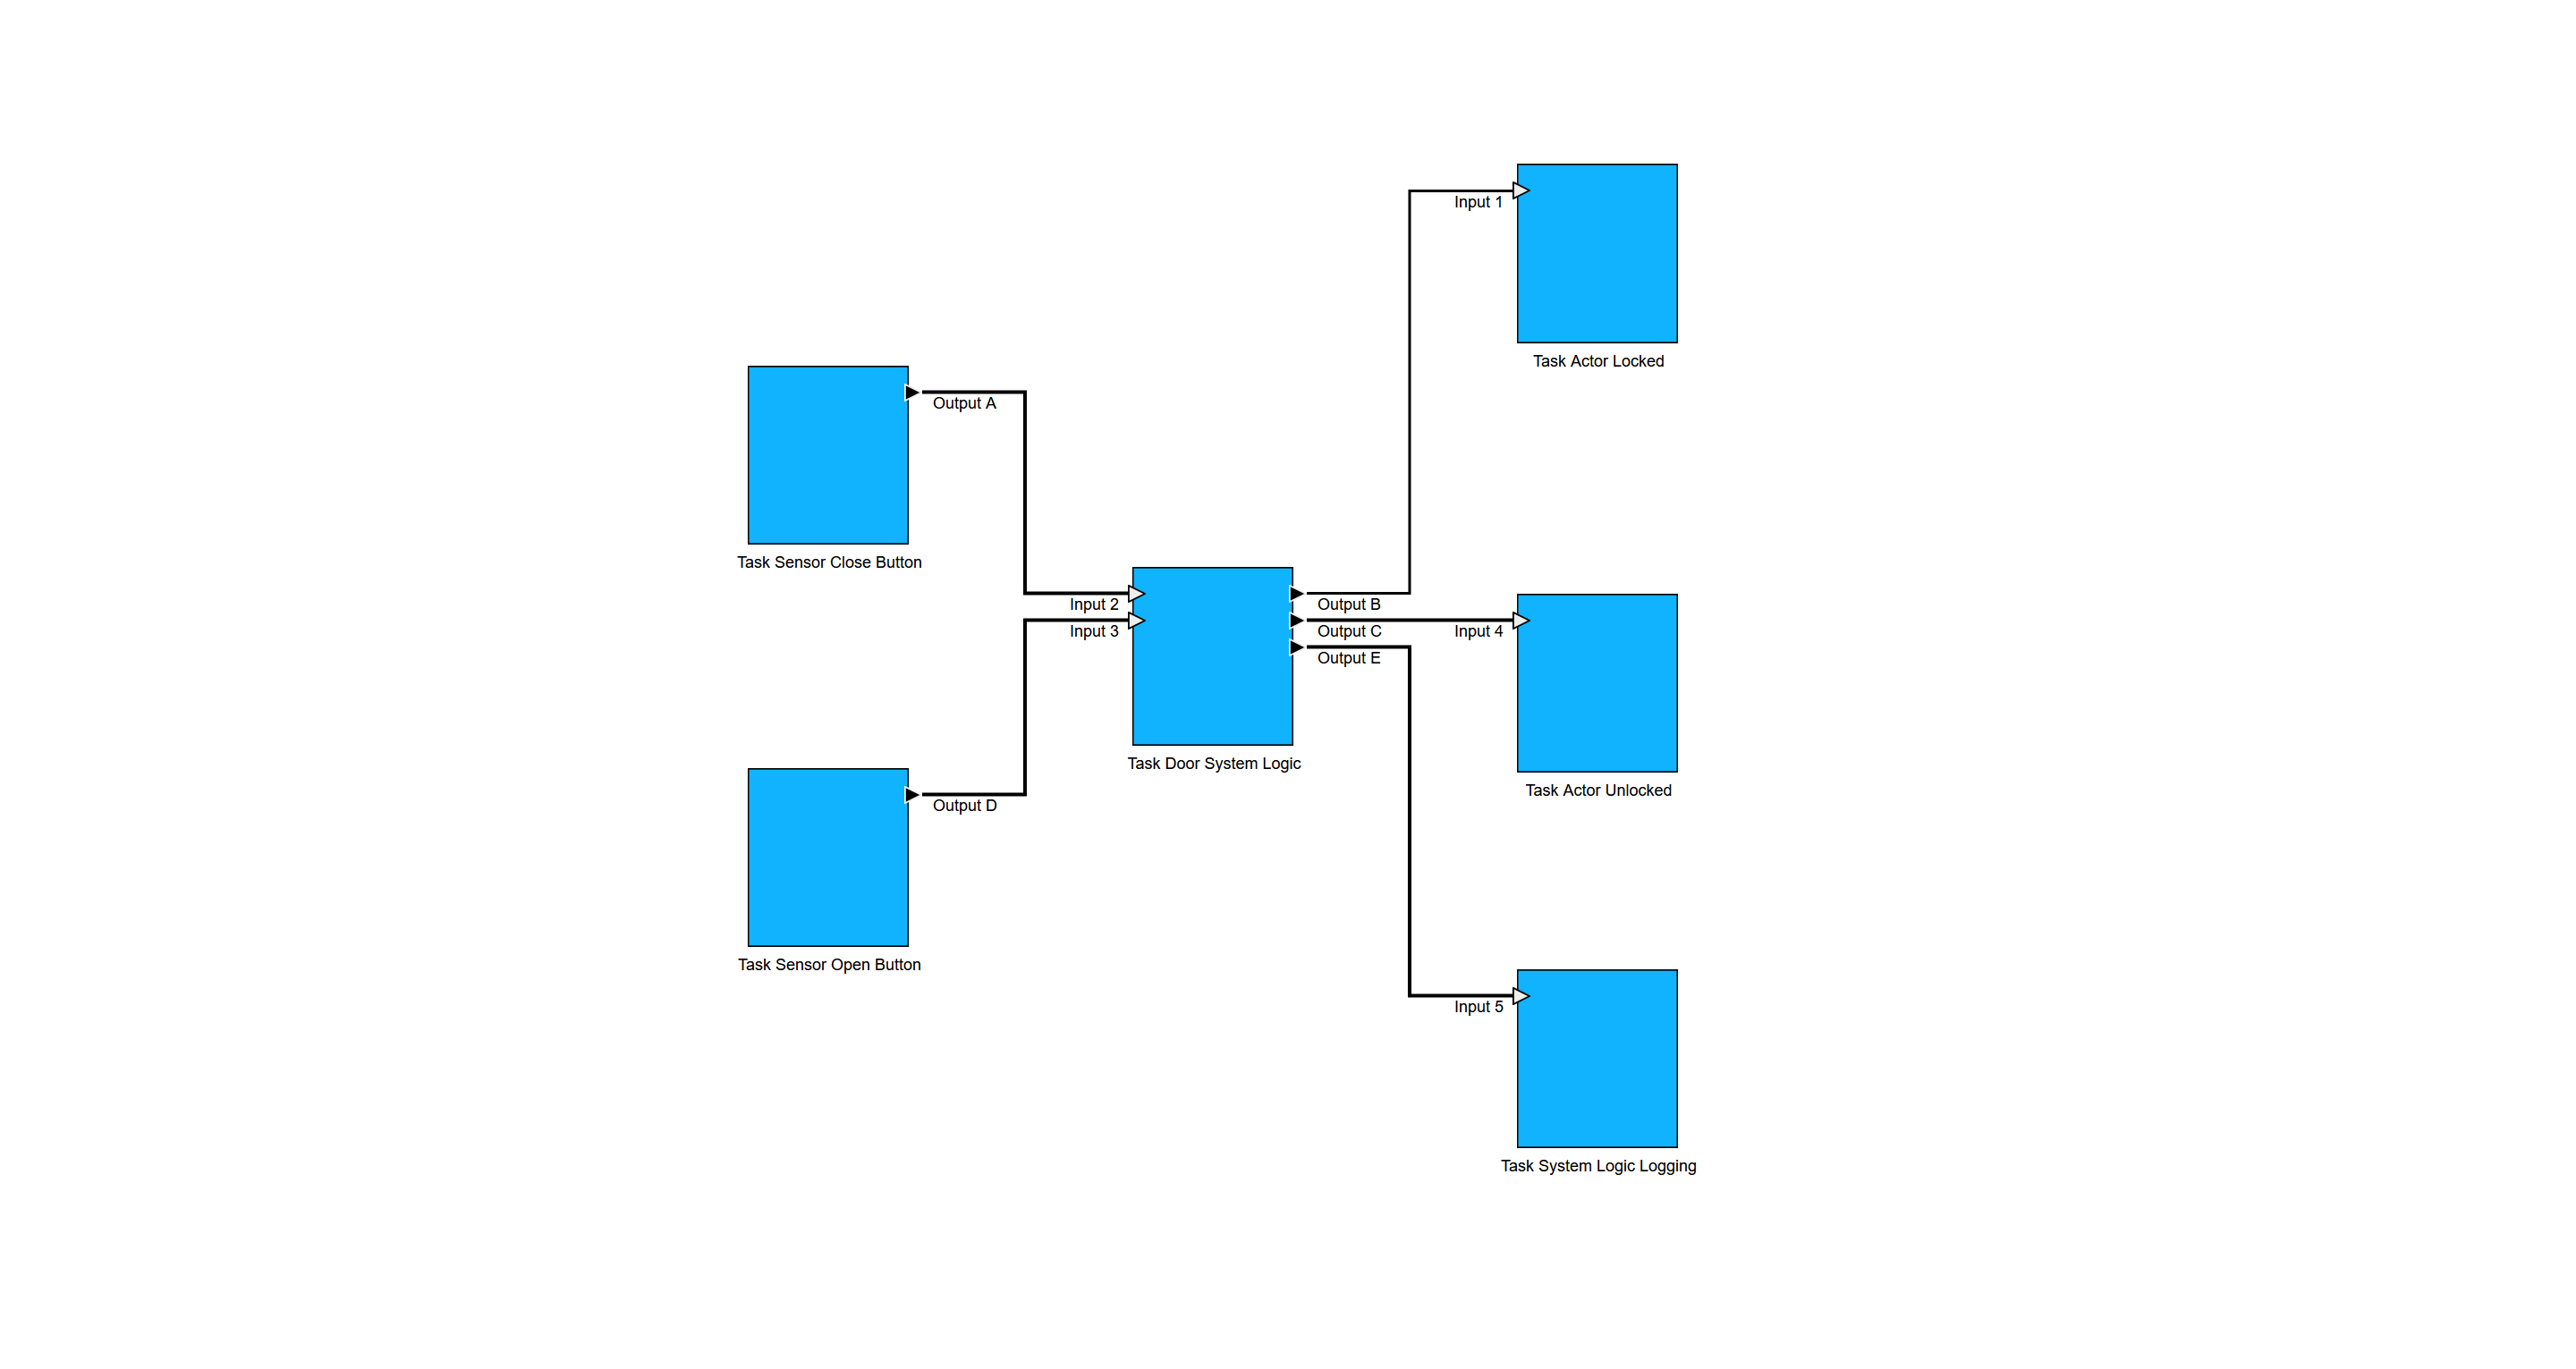 Input 1
Task Actor Locked
Output A
Task Sensor Close Button
Input 2
Output B
Input 3
Output C
Input 4
Output E
Task Door System Logic
Task Actor Unlocked
Output D
Task Sensor Open Button
Input 5
Task System Logic Logging